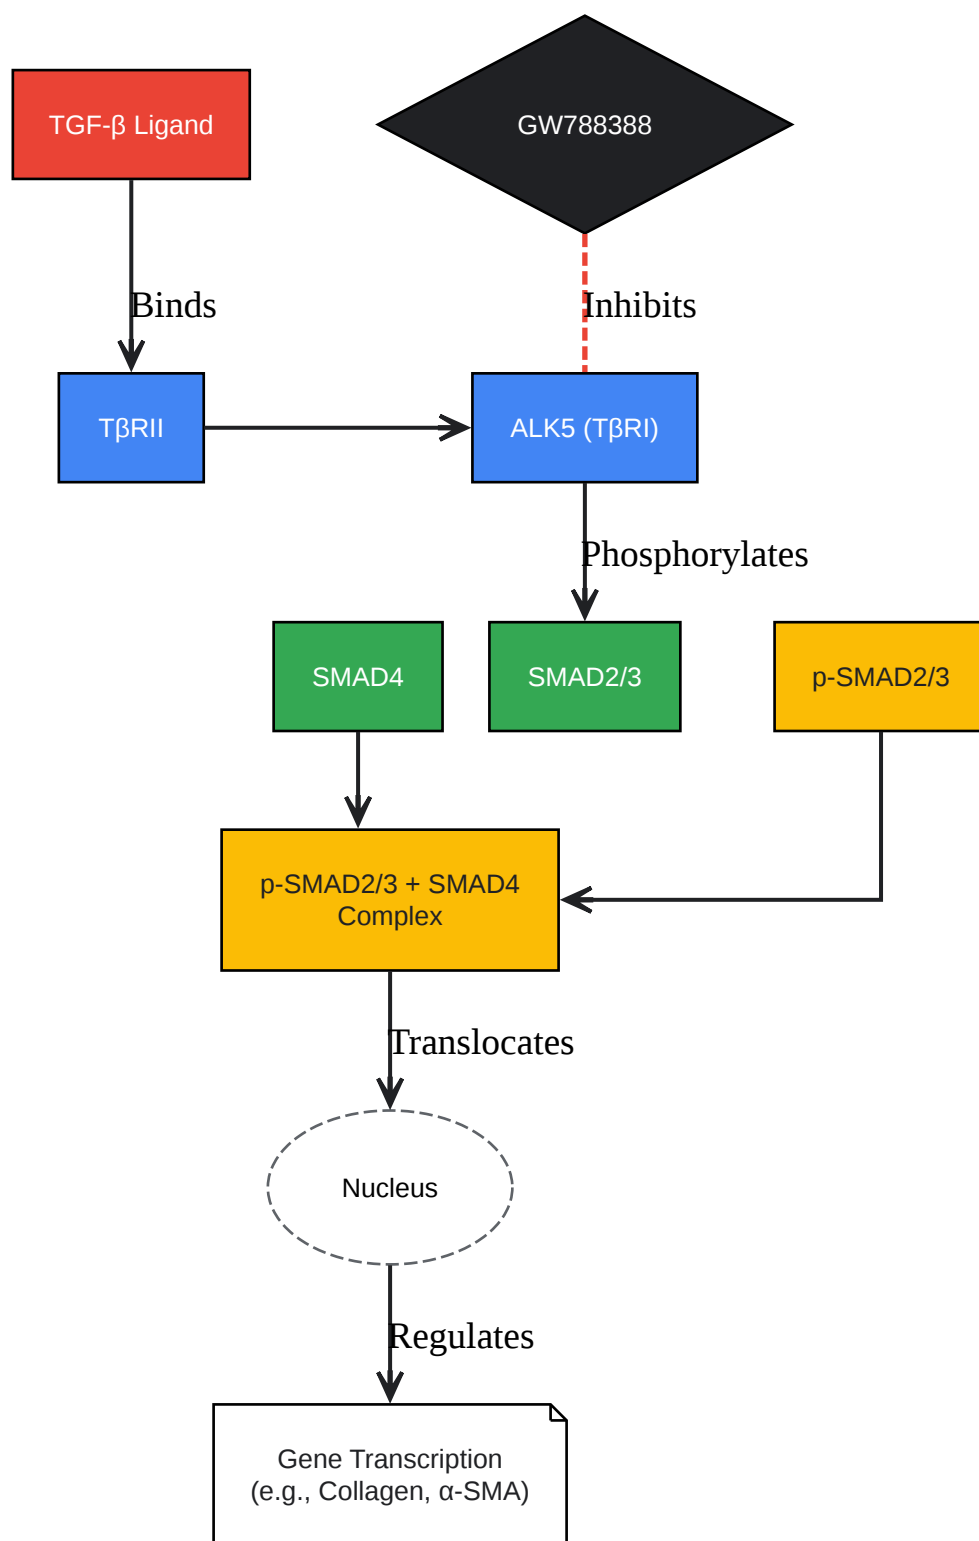 TGF-β Ligand
GW788388
Binds
Inhibits
TβRII
ALK5 (TβRI)
Phosphorylates
SMAD4
SMAD2/3
p-SMAD2/3
p-SMAD2/3 + SMAD4
Complex
Translocates
Nucleus
Regulates
Gene Transcription
(e.g., Collagen, α-SMA)